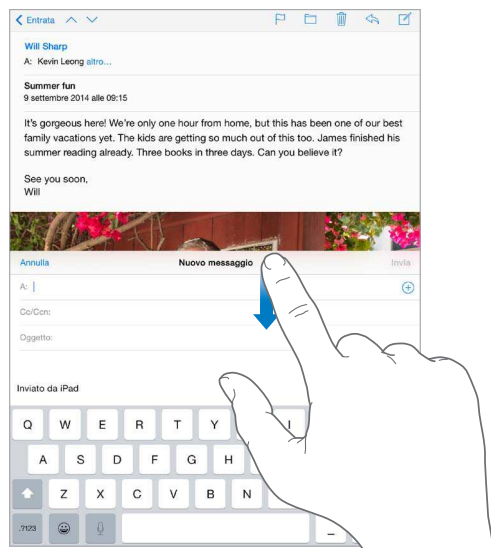 Entrata
Will Sharp
A: Kevin Leong altro...
Summer fun
9 settembre 2014 alle 09:15
It's gorgeous here! We're only one hour from home, but this has been one of our best
family vacations yet. The kids are getting so much out of this too. James finished his
summer reading already. Three books in three days. Can you believe it?
See you soon,
Will
Annulla Nuovo messaggio Invia
A:
Cc/Ccn:
Oggetto:
Inviato da iPad
Q W E R T Y I
A S D F G H
Z X C V B N
.?123